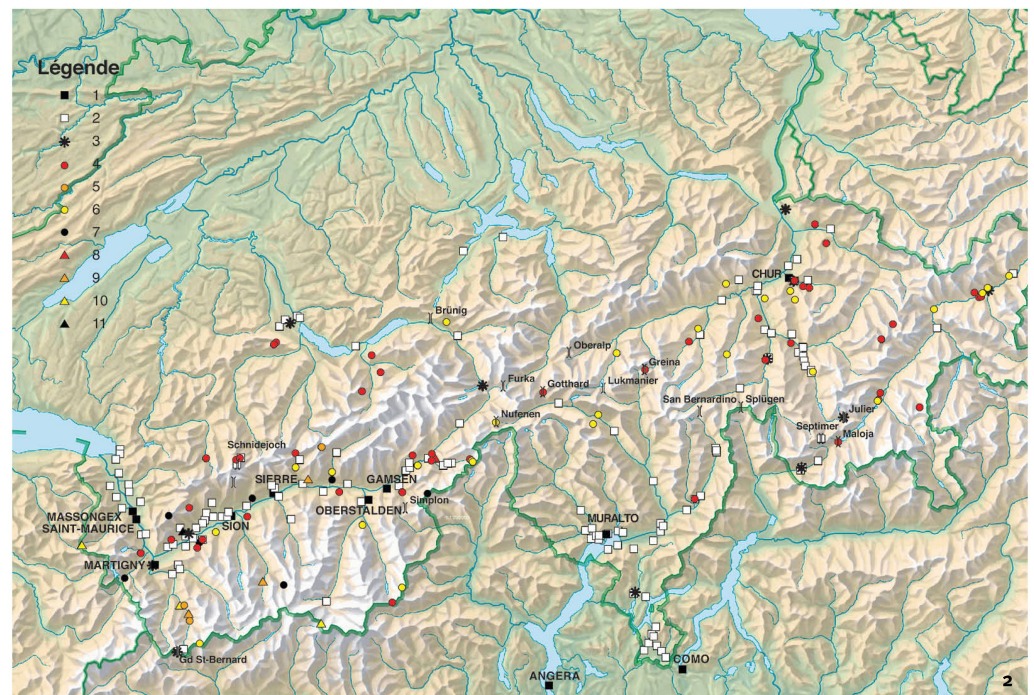 Légende
1
2
3
4
5
6
7
8
9
10
11
CHUR
Brünig
Oberalp
Greina
Furka
Gotthard
Lukmanier
San Bernardino
Splügen
Nufenen
Julier
Septimer
Maloja
Schnidejoch
SIERRE
GAMSEN
OBERSTALDEN
Simplon
MASSONGEX
SAINT-MAURICE
SION
MURALTO
MARTIGNY
Gd St-Bernard
COMO
ANGERA
2